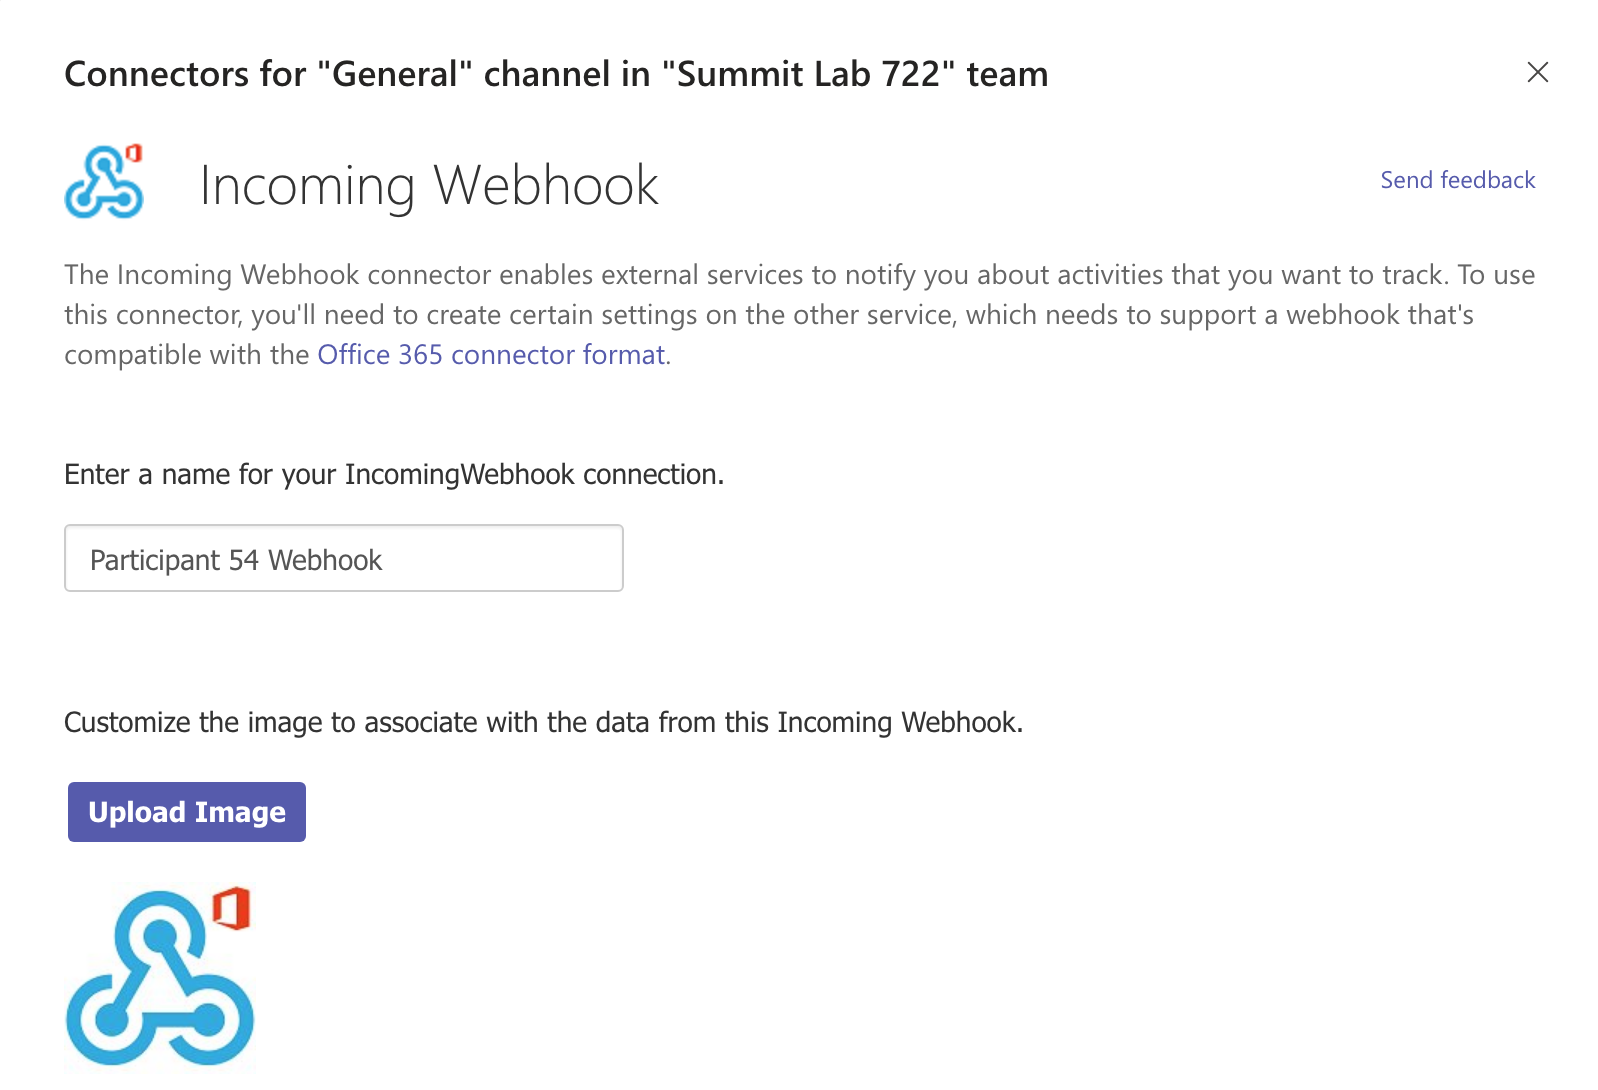 Connectors for "General" channel in "Summit Lab 722" team
Incoming Webhook
Send feedback
The Incoming Webhook connector enables external services to notify you about activities that you want to track. To use
this connector, you'll need to create certain settings on the other service, which needs to support a webhook that's
compatible with the Office 365 connector format.
Enter a name for your IncomingWebhook connection.
Participant 54 Webhook
Customize the image to associate with the data from this Incoming Webhook.
Upload Image